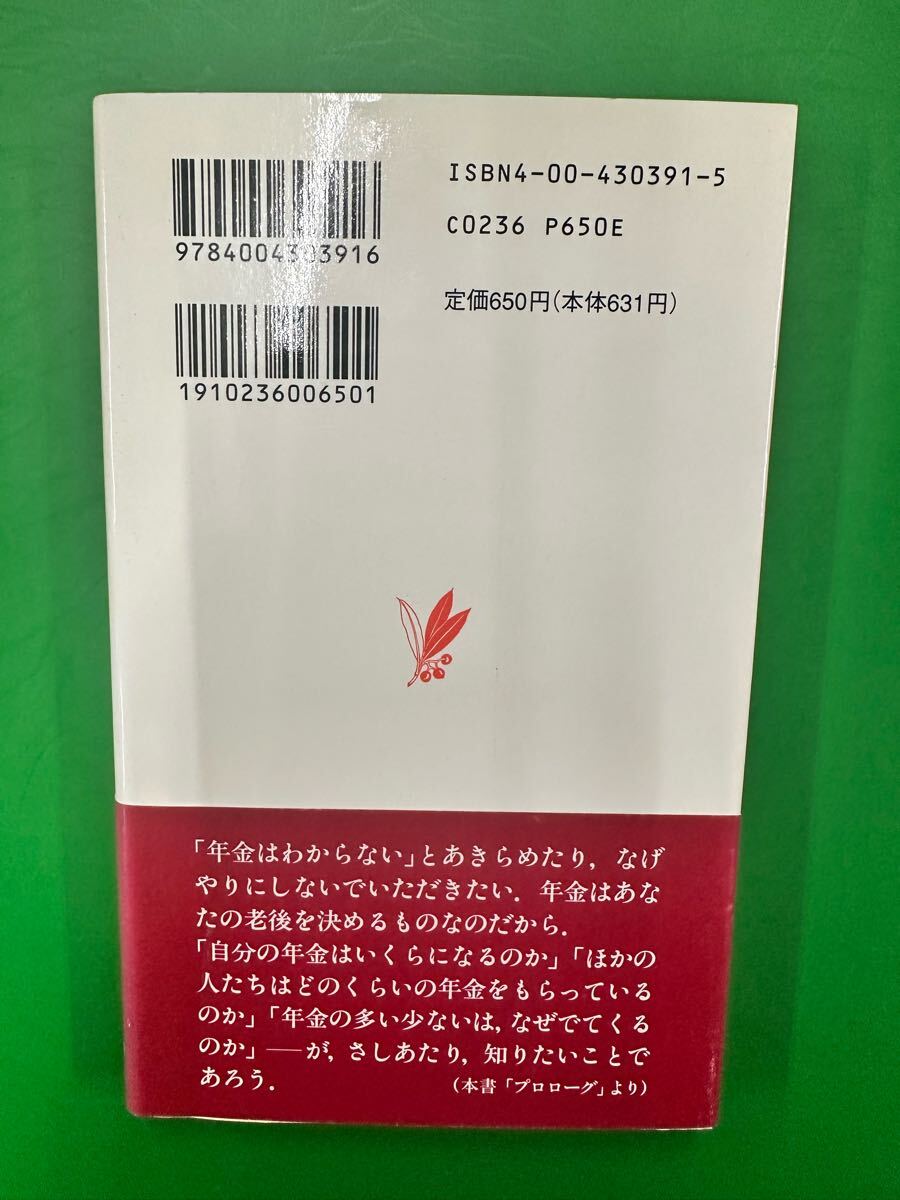 ISBN4-00-430391-5
C0236 P650E
定価650円(本体631円)
9784004303916
1910236006501
「年金はわからない」とあきらめたり，なげ
やりにしないでいただきたい．年金はあな
たの老後を決めるものなのだから．
「自分の年金はいくらになるのか」「ほかの
人たちはどのくらいの年金をもらっている
のか」「年金の多い少ないは，なぜでてくる
のか」――が，さしあたり，知りたいことで
あろう．
（本書「プロローグ」より）